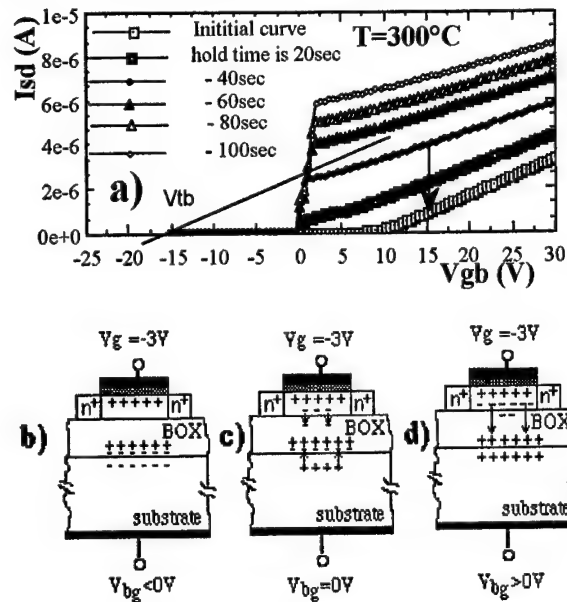 1e-5
8e-6
6e-6
4e-6
2e-6
0e+0
Isd (A)
Inititial curve
hold time is 20sec
- 40sec
- 60sec
- 80sec
- 100sec
T=300°C
a)
Vtb
-25 -20 -15 -10 -5 0 5 10 15 20 25 30
Vgb (V)
b)
Vg =-3V
n+ +++++ n+
BOX
++++++
------
substrate
Vbg<0V
c)
Vg =-3V
n+ +++++ n+
BOX
++++++
++++
substrate
Vbg=0V
d)
Vg =-3V
n+ +++++ n+
BOX
++++++
++++++
substrate
Vbg>0V